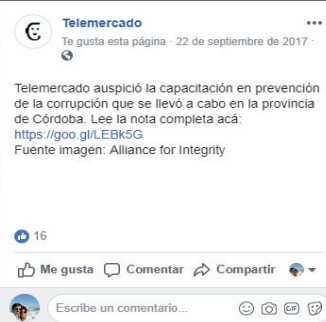 Telemercado
Te gusta esta página · 22 de septiembre de 2017 ·
Telemercado auspició la capacitación en prevención
de la corrupción que se llevó a cabo en la provincia
de Córdoba. Lee la nota completa acá:
https://goo.gl/LEBk5G
Fuente imagen: Alliance for Integrity
16
Me gusta Comentar Compartir
Escribe un comentario... GIF